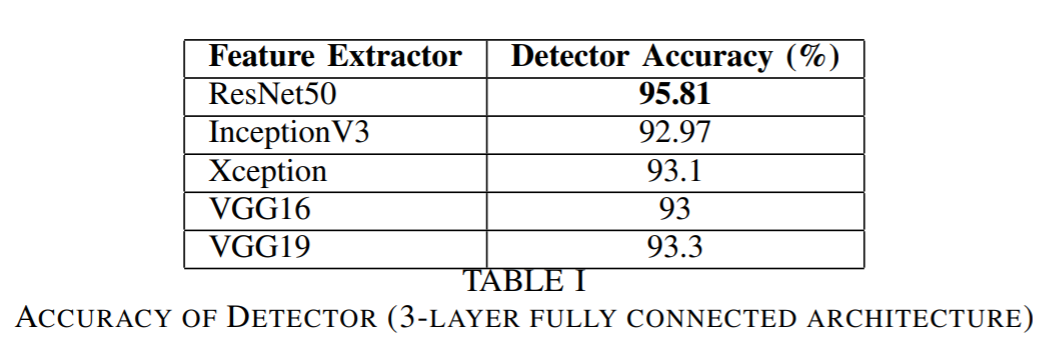 Feature Extractor Detector Accuracy (%)
ResNet50 95.81
InceptionV3 92.97
Xception 93.1
VGG16 93
VGG19 93.3
TABLE I
ACCURACY OF DETECTOR (3-LAYER FULLY CONNECTED ARCHITECTURE)